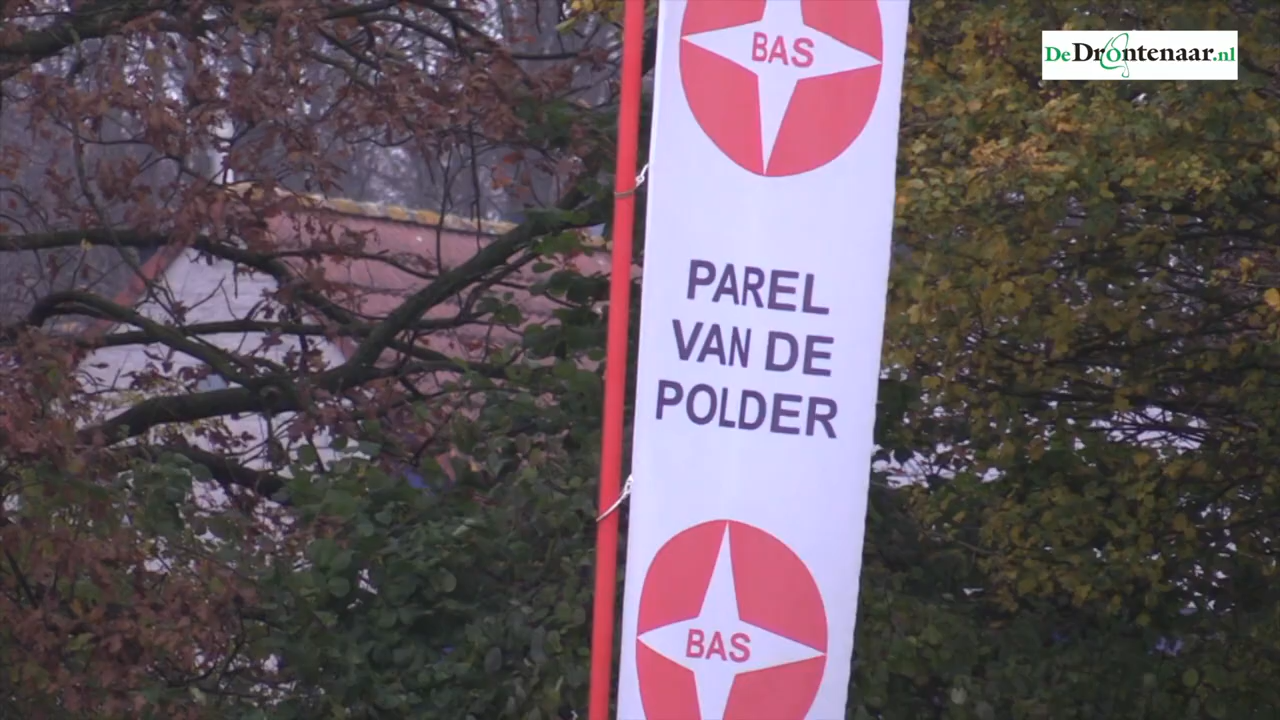 BAS
DeDrontenaar.nl
PAREL
VAN DE
POLDER
BAS